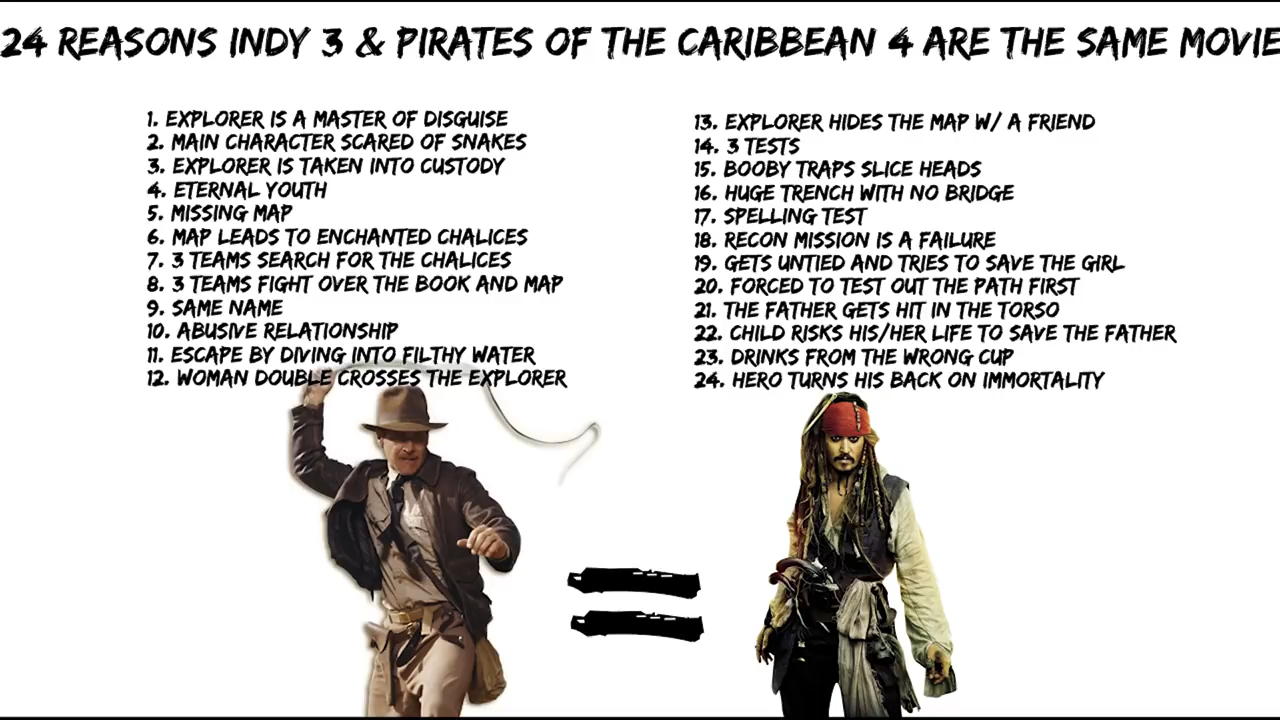 24 REASONS INDY 3 & PIRATES OF THE CARIBBEAN 4 ARE THE SAME MOVIE
1. EXPLORER IS A MASTER OF DISGUISE
2. MAIN CHARACTER SCARED OF SNAKES
3. EXPLORER IS TAKEN INTO CUSTODY
4. ETERNAL YOUTH
5. MISSING MAP
6. MAP LEADS TO ENCHANTED CHALICES
7. 3 TEAMS SEARCH FOR THE CHALICES
8. 3 TEAMS FIGHT OVER THE BOOK AND MAP
9. SAME NAME
10. ABUSIVE RELATIONSHIP
11. ESCAPE BY DIVING INTO FILTHY WATER
12. WOMAN DOUBLE CROSSES THE EXPLORER
13. EXPLORER HIDES THE MAP W/ A FRIEND
14. 3 TESTS
15. BOOBY TRAPS SLICE HEADS
16. HUGE TRENCH WITH NO BRIDGE
17. SPELLING TEST
18. RECON MISSION IS A FAILURE
19. GETS UNTIED AND TRIES TO SAVE THE GIRL
20. FORCED TO TEST OUT THE PATH FIRST
21. THE FATHER GETS HIT IN THE TORSO
22. CHILD RISKS HIS/HER LIFE TO SAVE THE FATHER
23. DRINKS FROM THE WRONG CUP
24. HERO TURNS HIS BACK ON IMMORTALITY
=